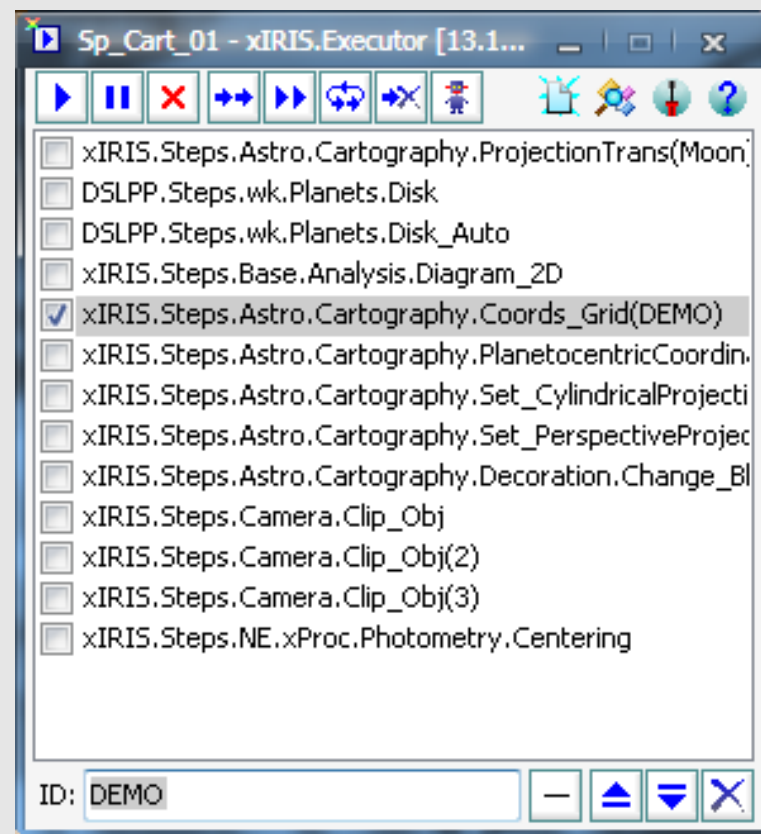 Sp_Cart_01 - xIRIS.Executor [13.1...
xIRIS.Steps.Astro.Cartography.ProjectionTrans(Moon)
DSLPP.Steps.wk.Planets.Disk
DSLPP.Steps.wk.Planets.Disk_Auto
xIRIS.Steps.Base.Analysis.Diagram_2D
xIRIS.Steps.Astro.Cartography.Coords_Grid(DEMO)
xIRIS.Steps.Astro.Cartography.PlanetocentricCoordin
xIRIS.Steps.Astro.Cartography.Set_CylindricalProjecti
xIRIS.Steps.Astro.Cartography.Set_PerspectiveProjec
xIRIS.Steps.Astro.Cartography.Decoration.Change_Bl
xIRIS.Steps.Camera.Clip_Obj
xIRIS.Steps.Camera.Clip_Obj(2)
xIRIS.Steps.Camera.Clip_Obj(3)
xIRIS.Steps.NE.xProc.Photometry.Centering
ID: DEMO